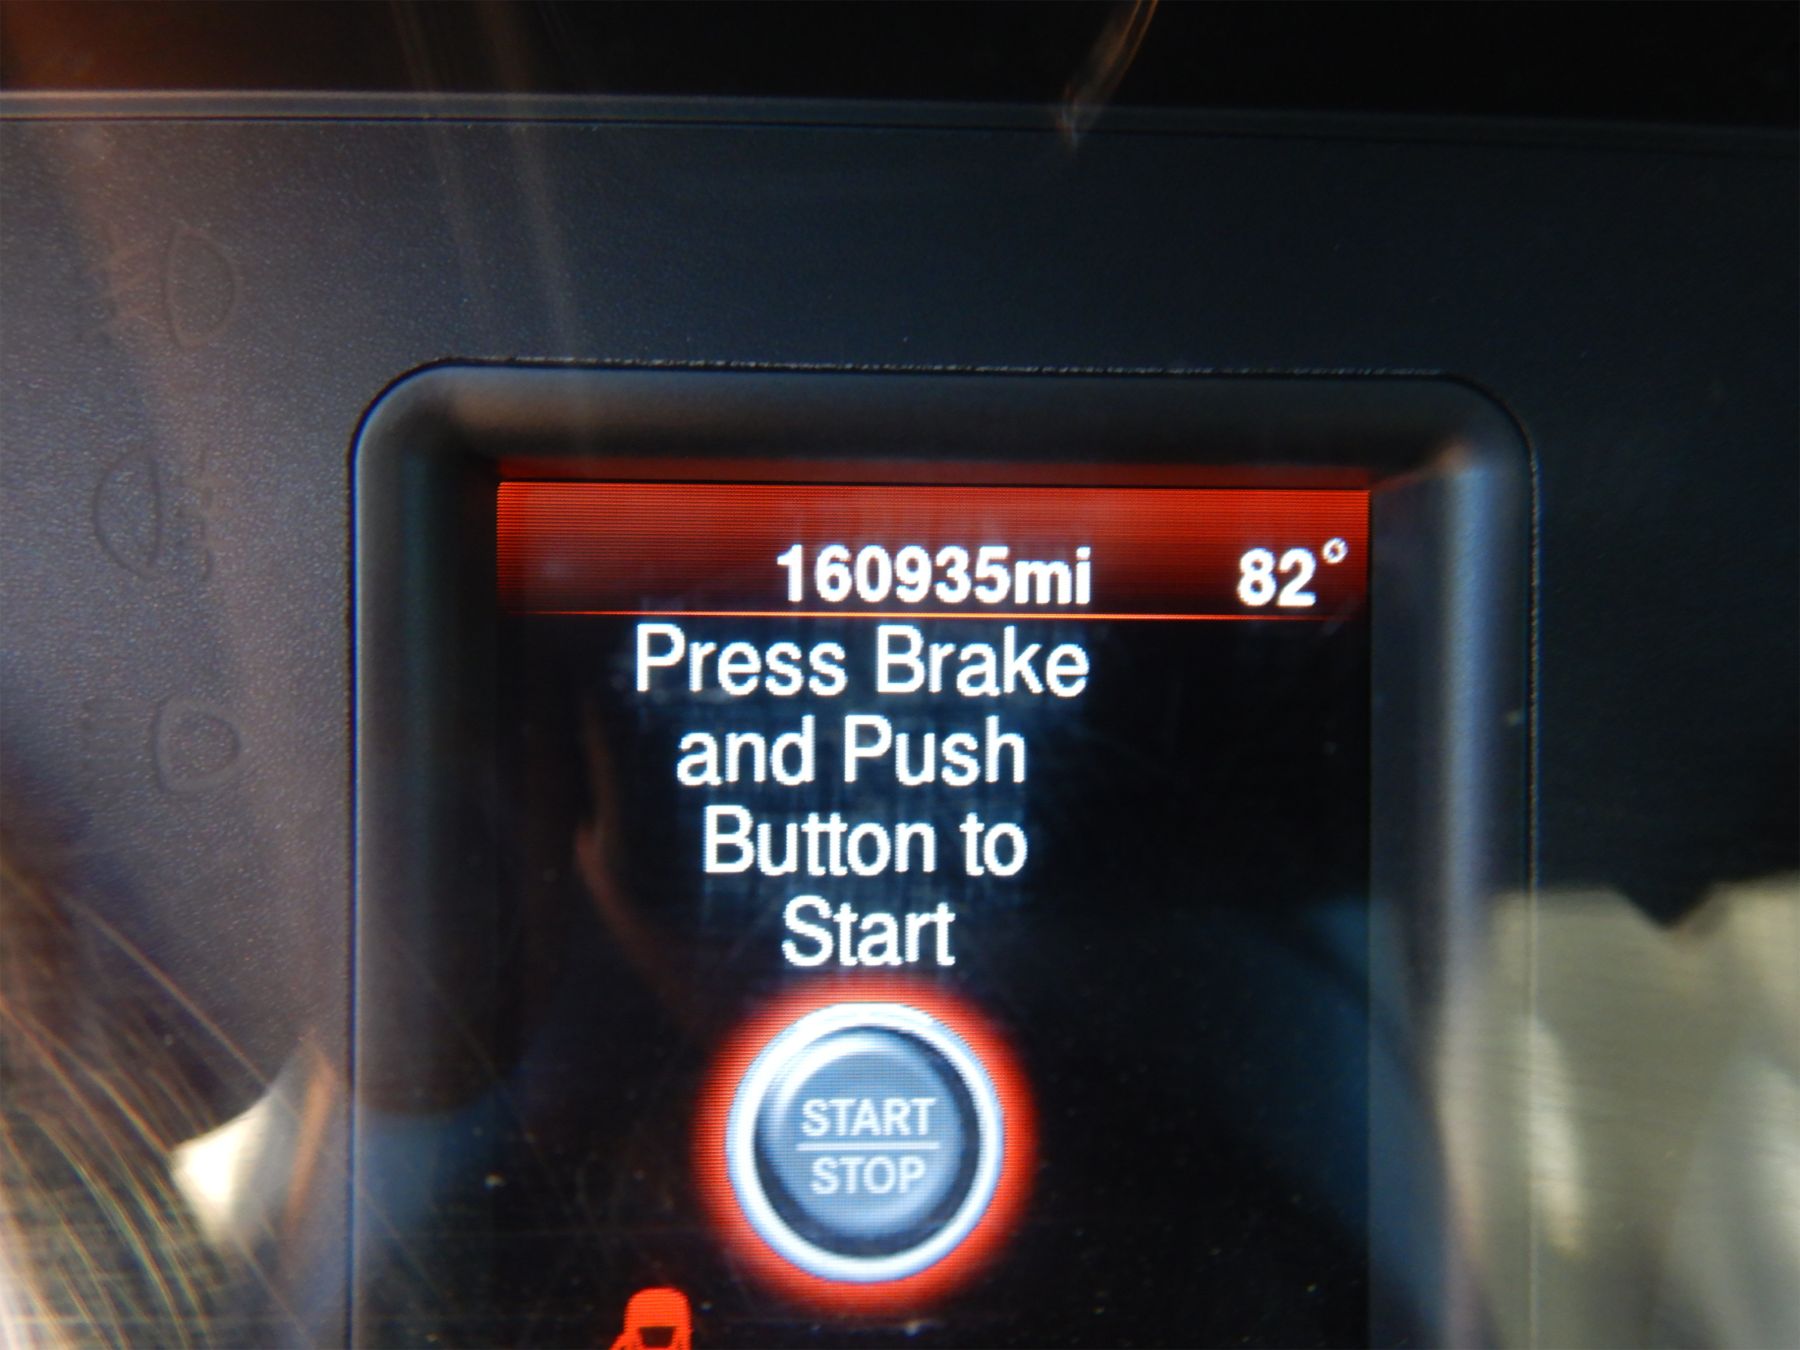 160935mi 82°
Press Brake
and Push
Button to
Start
START
STOP